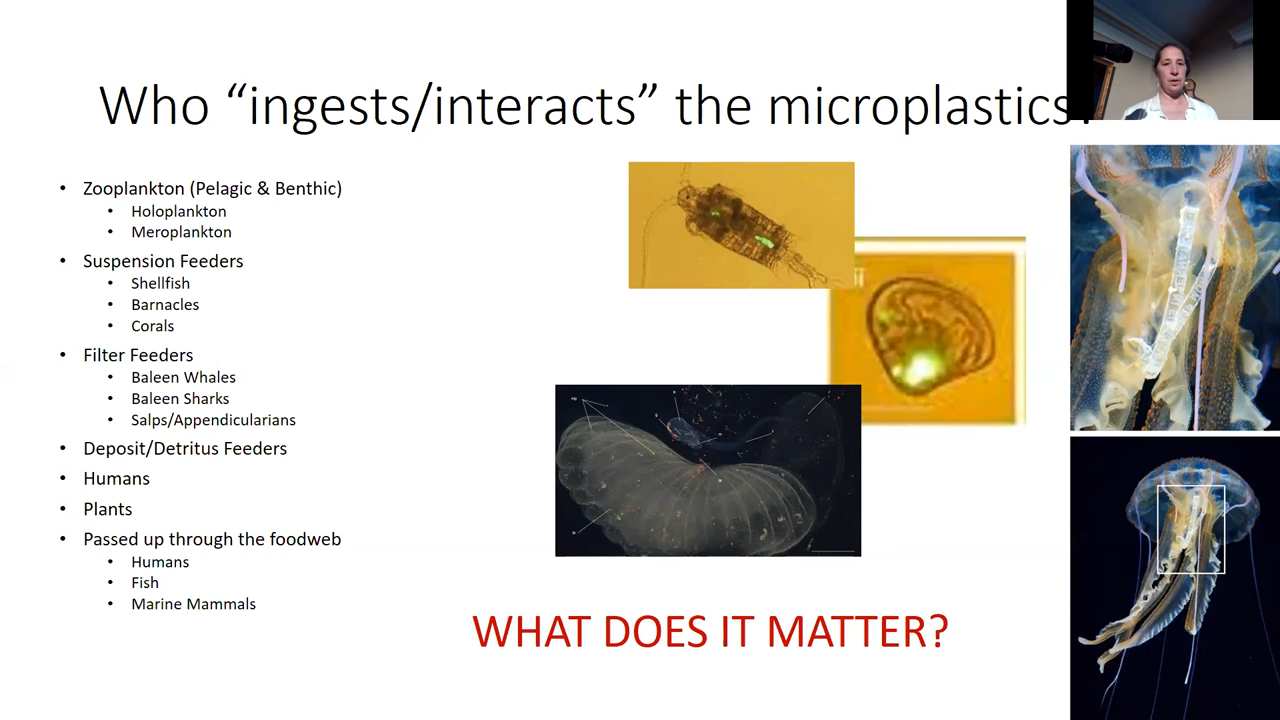 Who “ingests/interacts” the microplastics?
• Zooplankton (Pelagic & Benthic)
• Holoplankton
• Meroplankton
• Suspension Feeders
• Shellfish
• Barnacles
• Corals
• Filter Feeders
• Baleen Whales
• Baleen Sharks
• Salps/Appendicularians
• Deposit/Detritus Feeders
• Humans
• Plants
• Passed up through the foodweb
• Humans
• Fish
• Marine Mammals
WHAT DOES IT MATTER?